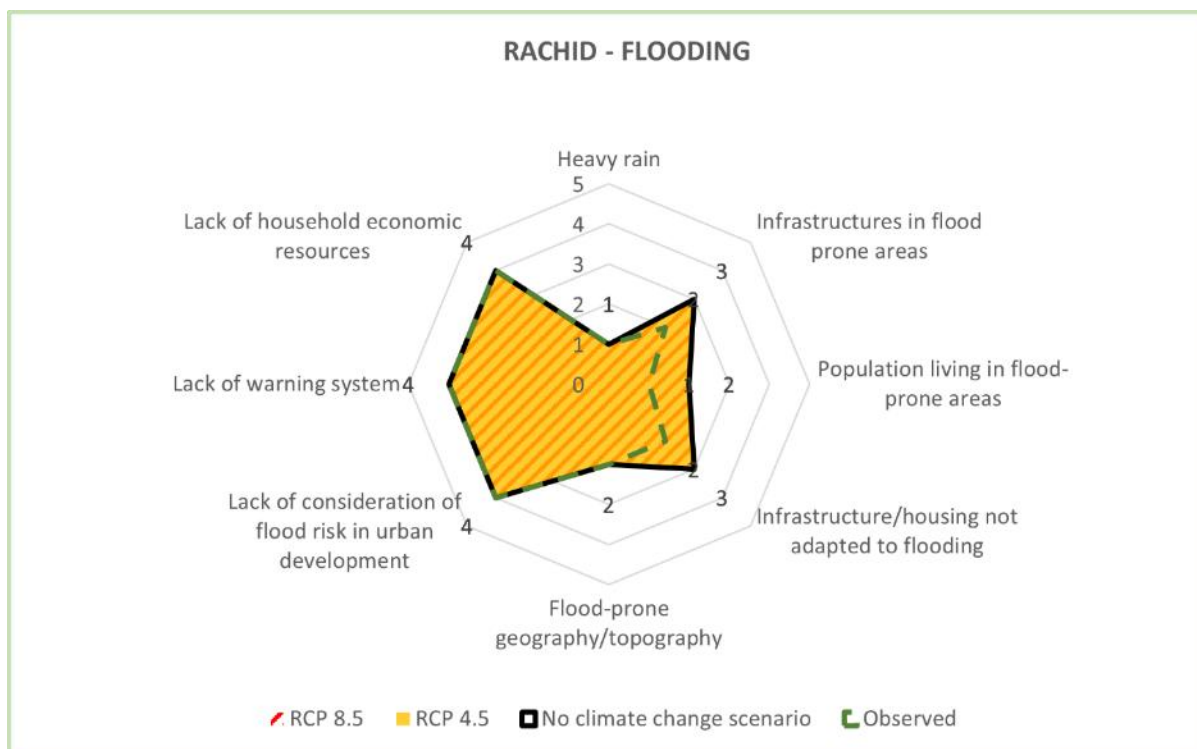 RACHID - FLOODING
Heavy rain
5
Lack of household economic
resources
Infrastructures in flood
prone areas
4
4
3
3
2
2
1
1
Lack of warning system
4
0
1
2
Population living in flood-
prone areas
2
Lack of consideration of
flood risk in urban
development
4
2
3
Infrastructure/housing not
adapted to flooding
Flood-prone
geography/topography
RCP 8.5 RCP 4.5 No climate change scenario Observed